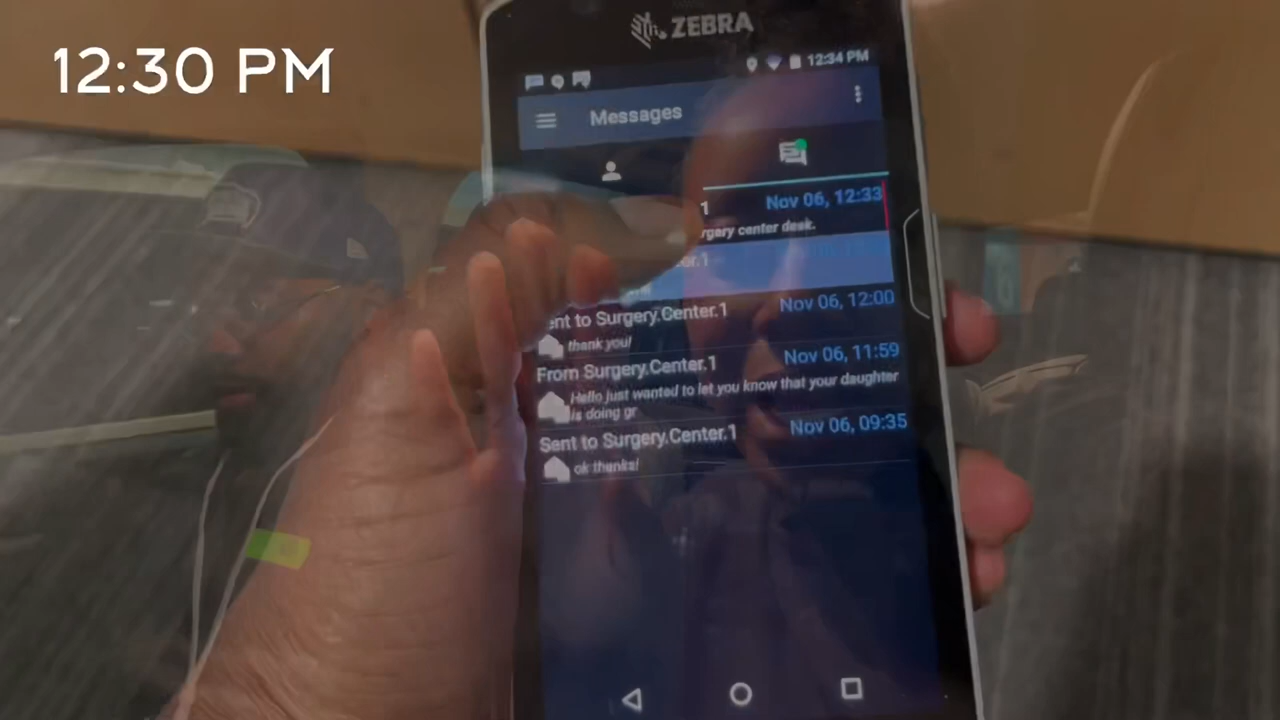 12:30 PM
ZEBRA
12:34 PM
Messages
1 Nov 06, 12:33
rgery center desk.
ter.1
ent to Surgery.Center.1 Nov 06, 12:00
thank you!
From Surgery.Center.1 Nov 06, 11:59
Hello just wanted to let you know that your daughter
is doing gr
Sent to Surgery.Center.1 Nov 06, 09:35
ok thanks!